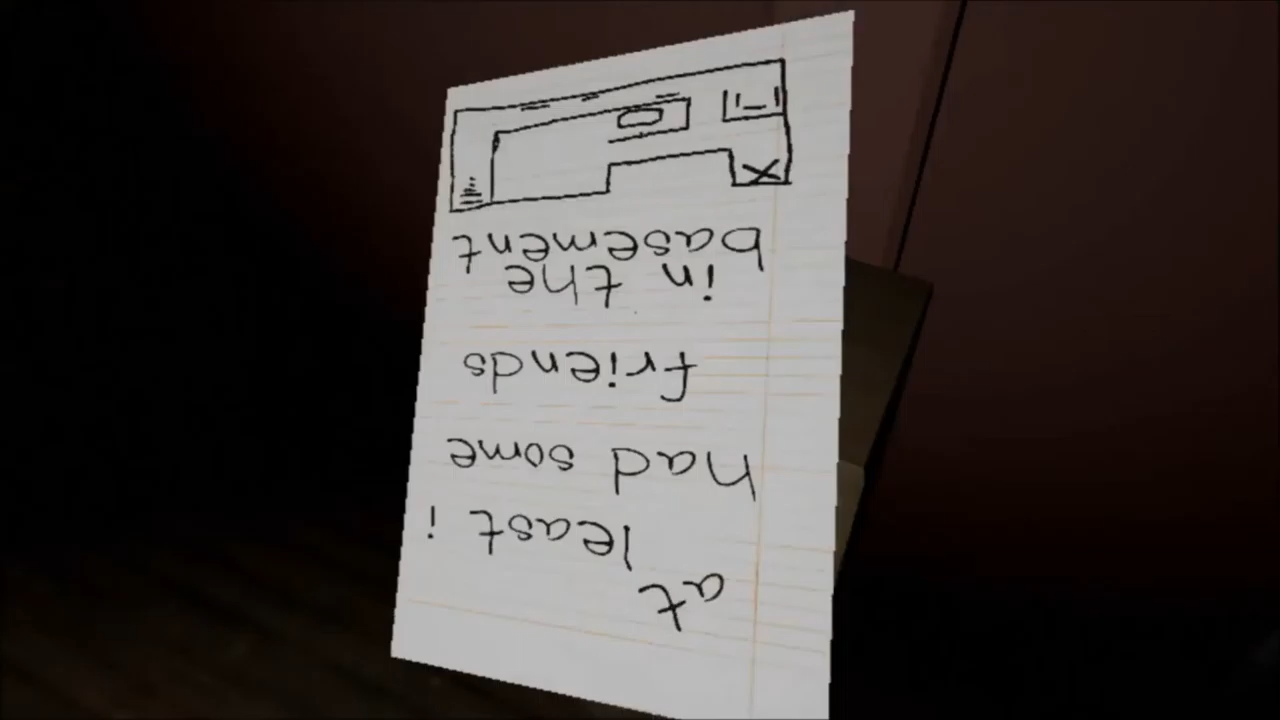 at
least i
had some
friends
in the
basement